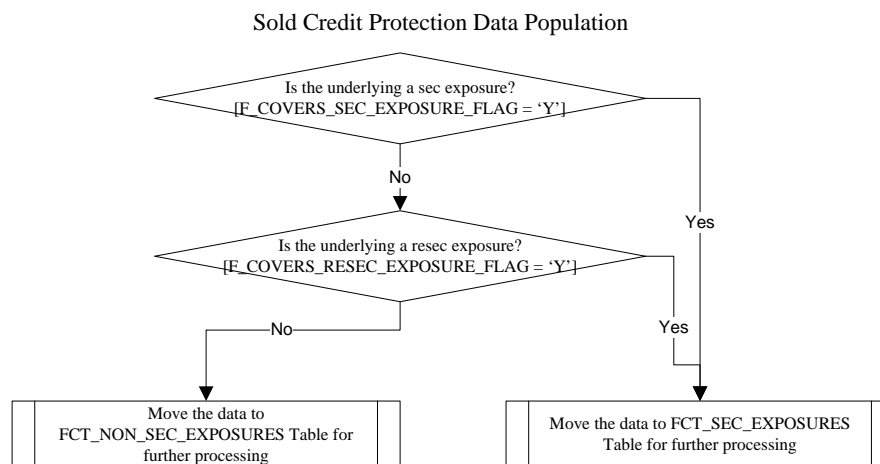 Sold Credit Protection Data Population
Is the underlying a sec exposure?
[F_COVERS_SEC_EXPOSURE_FLAG = ‘Y’]
No
Yes
Is the underlying a resec exposure?
[F_COVERS_RESEC_EXPOSURE_FLAG = ‘Y’]
No
Yes
Move the data to
FCT_NON_SEC_EXPOSURES Table for
further processing
Move the data to FCT_SEC_EXPOSURES
Table for further processing